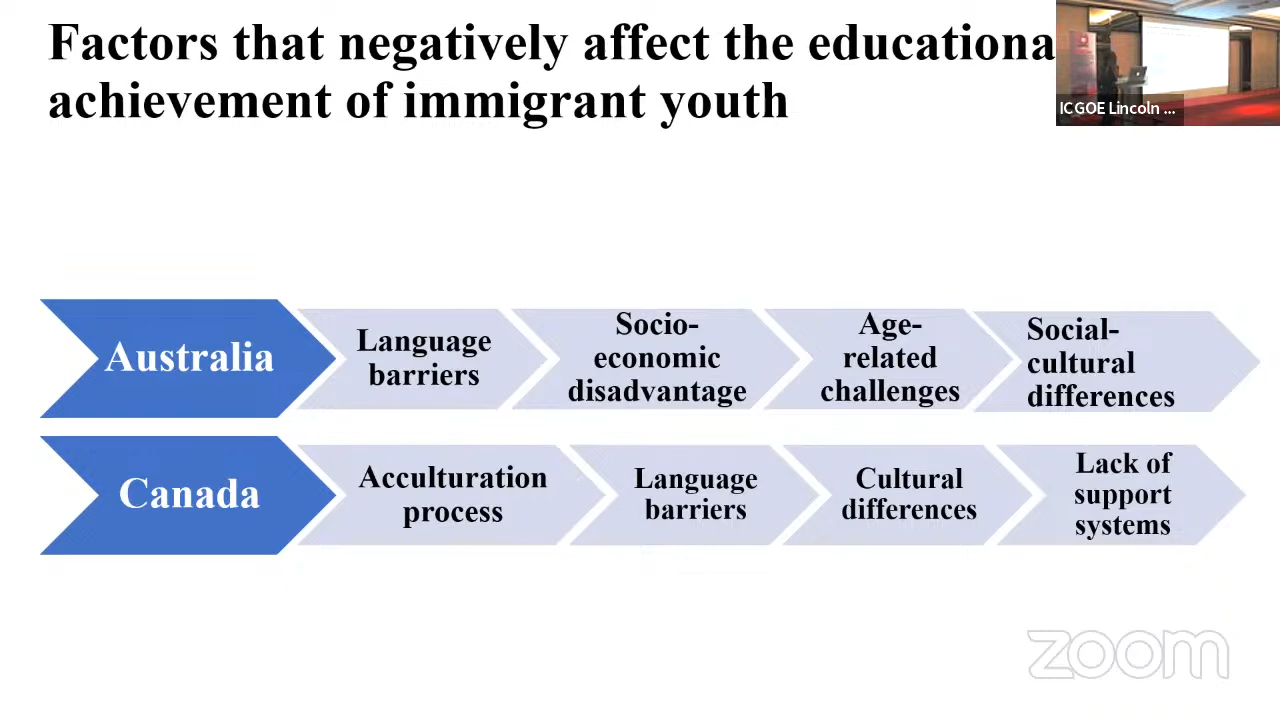 Factors that negatively affect the educationa
achievement of immigrant youth
ICGOE Lincoln ...
Australia
Language
barriers
Socio-
economic
disadvantage
Age-
related
challenges
Social-
cultural
differences
Canada
Acculturation
process
Language
barriers
Cultural
differences
Lack of
support
systems
zoom